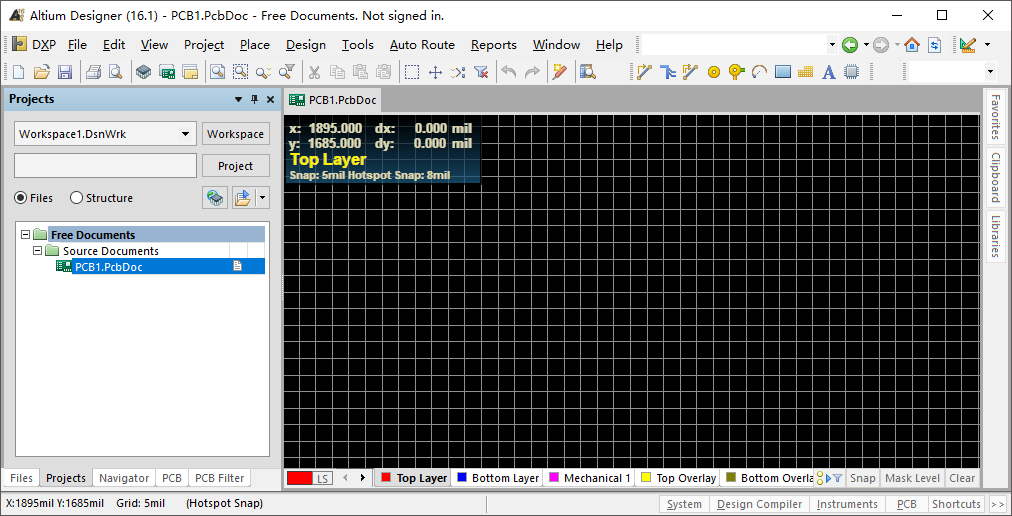 Altium Designer (16.1) - PCB1.PcbDoc - Free Documents. Not signed in.
DXP File Edit View Project Place Design Tools Auto Route Reports Window Help
Projects
PCB1.PcbDoc
Workspace1.DsnWrk Workspace
Project
Files Structure
Free Documents
Source Documents
PCB1.PcbDoc
x: 1895.000 dx: 0.000 mil
y: 1685.000 dy: 0.000 mil
Top Layer
Snap: 5mil Hotspot Snap: 8mil
Favorites
Clipboard
Libraries
Files Projects Navigator PCB PCB Filter
LS Top Layer Bottom Layer Mechanical 1 Top Overlay Bottom Overla Snap Mask Level Clear
X:1895mil Y:1685mil Grid: 5mil (Hotspot Snap) System Design Compiler Instruments PCB Shortcuts >>